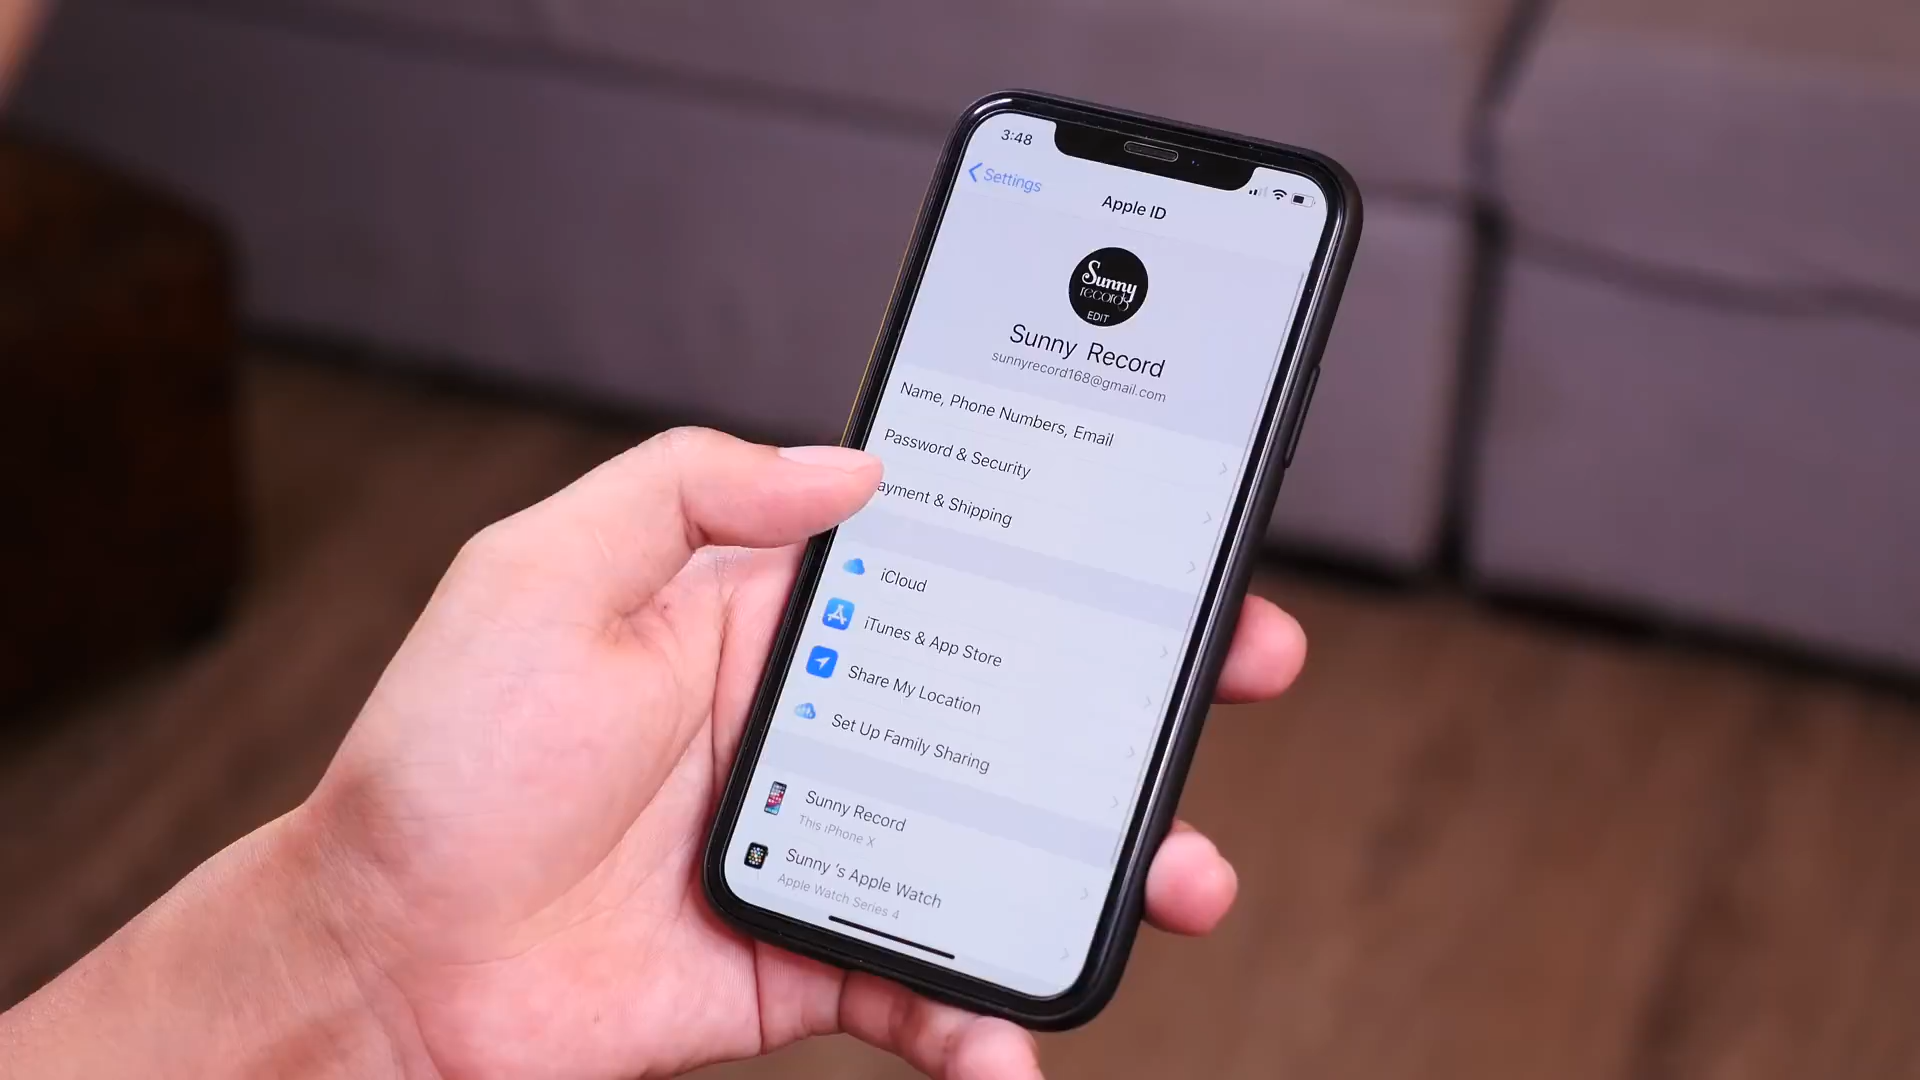 3:48
Settings
Apple ID
Sunny
records
EDIT
Sunny Record
sunnyrecord168@gmail.com
Name, Phone Numbers, Email
Password & Security
ayment & Shipping
iCloud
iTunes & App Store
Share My Location
Set Up Family Sharing
Sunny Record
This iPhone X
Sunny 's Apple Watch
Apple Watch Series 4